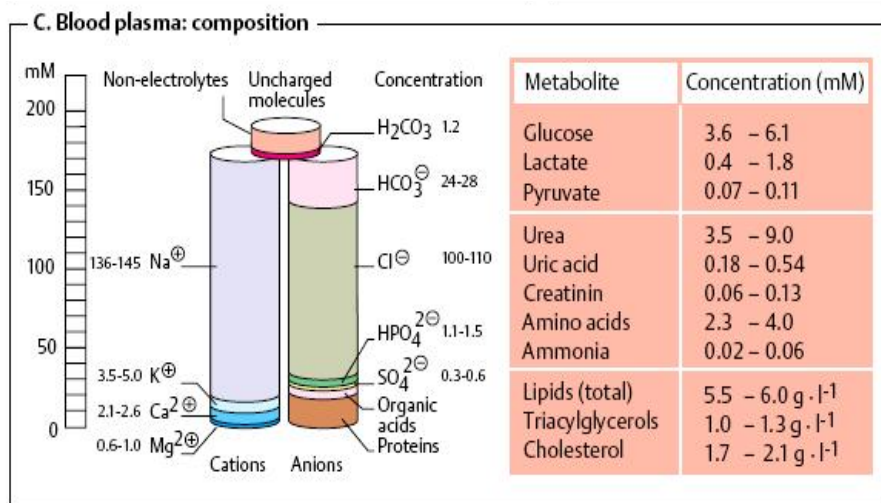 C. Blood plasma: composition
mM
200
150
100
50
0
Non-electrolytes
Uncharged
molecules
Concentration
H₂CO₃ 1.2
HCO₃⊖ 24-28
136-145 Na⊕
Cl⊖ 100-110
HPO₄²⊖ 1.1-1.5
3.5-5.0 K⊕
SO₄²⊖ 0.3-0.6
2.1-2.6 Ca²⊕
Organic
acids
0.6-1.0 Mg²⊕
Proteins
Cations Anions
Metabolite Concentration (mM)
Glucose 3.6 – 6.1
Lactate 0.4 – 1.8
Pyruvate 0.07 – 0.11
Urea 3.5 – 9.0
Uric acid 0.18 – 0.54
Creatinin 0.06 – 0.13
Amino acids 2.3 – 4.0
Ammonia 0.02 – 0.06
Lipids (total) 5.5 – 6.0 g · l⁻¹
Triacylglycerols 1.0 – 1.3 g · l⁻¹
Cholesterol 1.7 – 2.1 g · l⁻¹